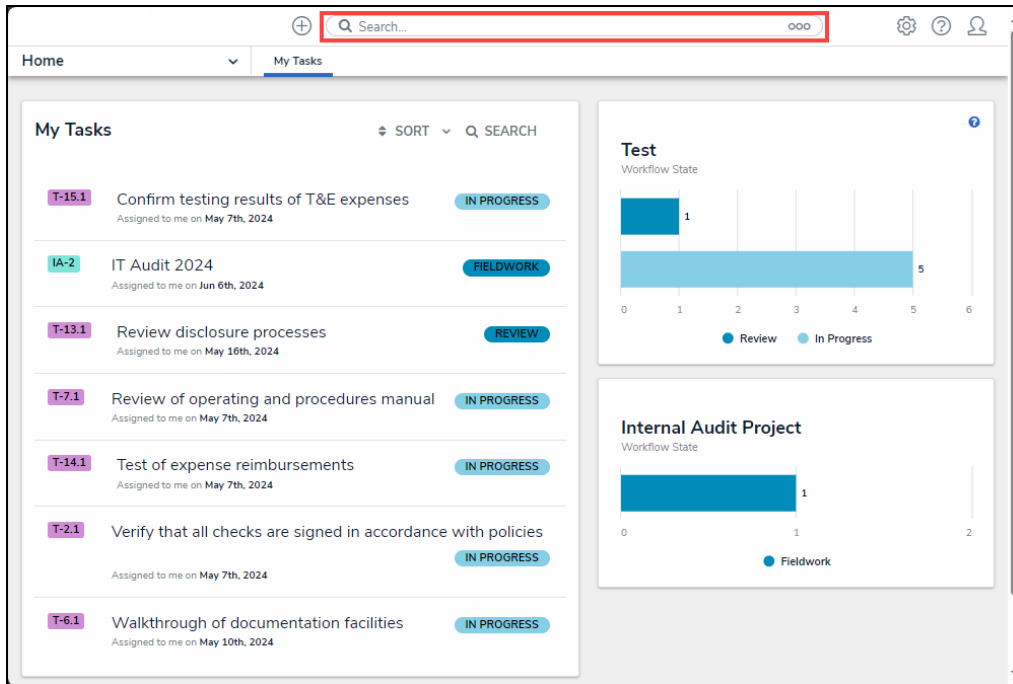 Search...
Home
My Tasks
My Tasks
SORT
SEARCH
T-15.1
Confirm testing results of T&E expenses
IN PROGRESS
Assigned to me on May 7th, 2024
IA-2
IT Audit 2024
FIELDWORK
Assigned to me on Jun 6th, 2024
T-13.1
Review disclosure processes
REVIEW
Assigned to me on May 16th, 2024
T-7.1
Review of operating and procedures manual
IN PROGRESS
Assigned to me on May 7th, 2024
T-14.1
Test of expense reimbursements
IN PROGRESS
Assigned to me on May 7th, 2024
T-2.1
Verify that all checks are signed in accordance with policies
IN PROGRESS
Assigned to me on May 7th, 2024
T-6.1
Walkthrough of documentation facilities
IN PROGRESS
Assigned to me on May 10th, 2024
Test
Workflow State
1
5
0 1 2 3 4 5 6
Review In Progress
Internal Audit Project
Workflow State
1
0 1 2
Fieldwork